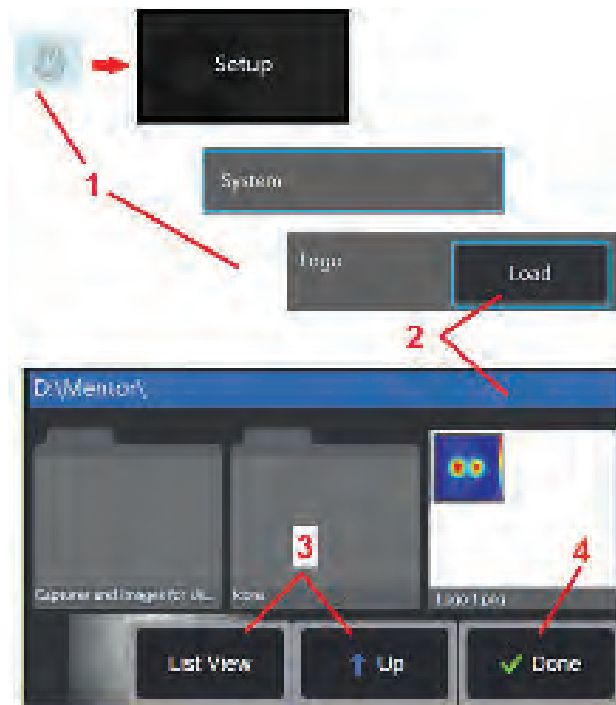 Setup
1
System
Logo
Load
2
D:\Mentor\
3
4
Captures and Images for Us...
Icons
Logo1.png
List View
Up
Done